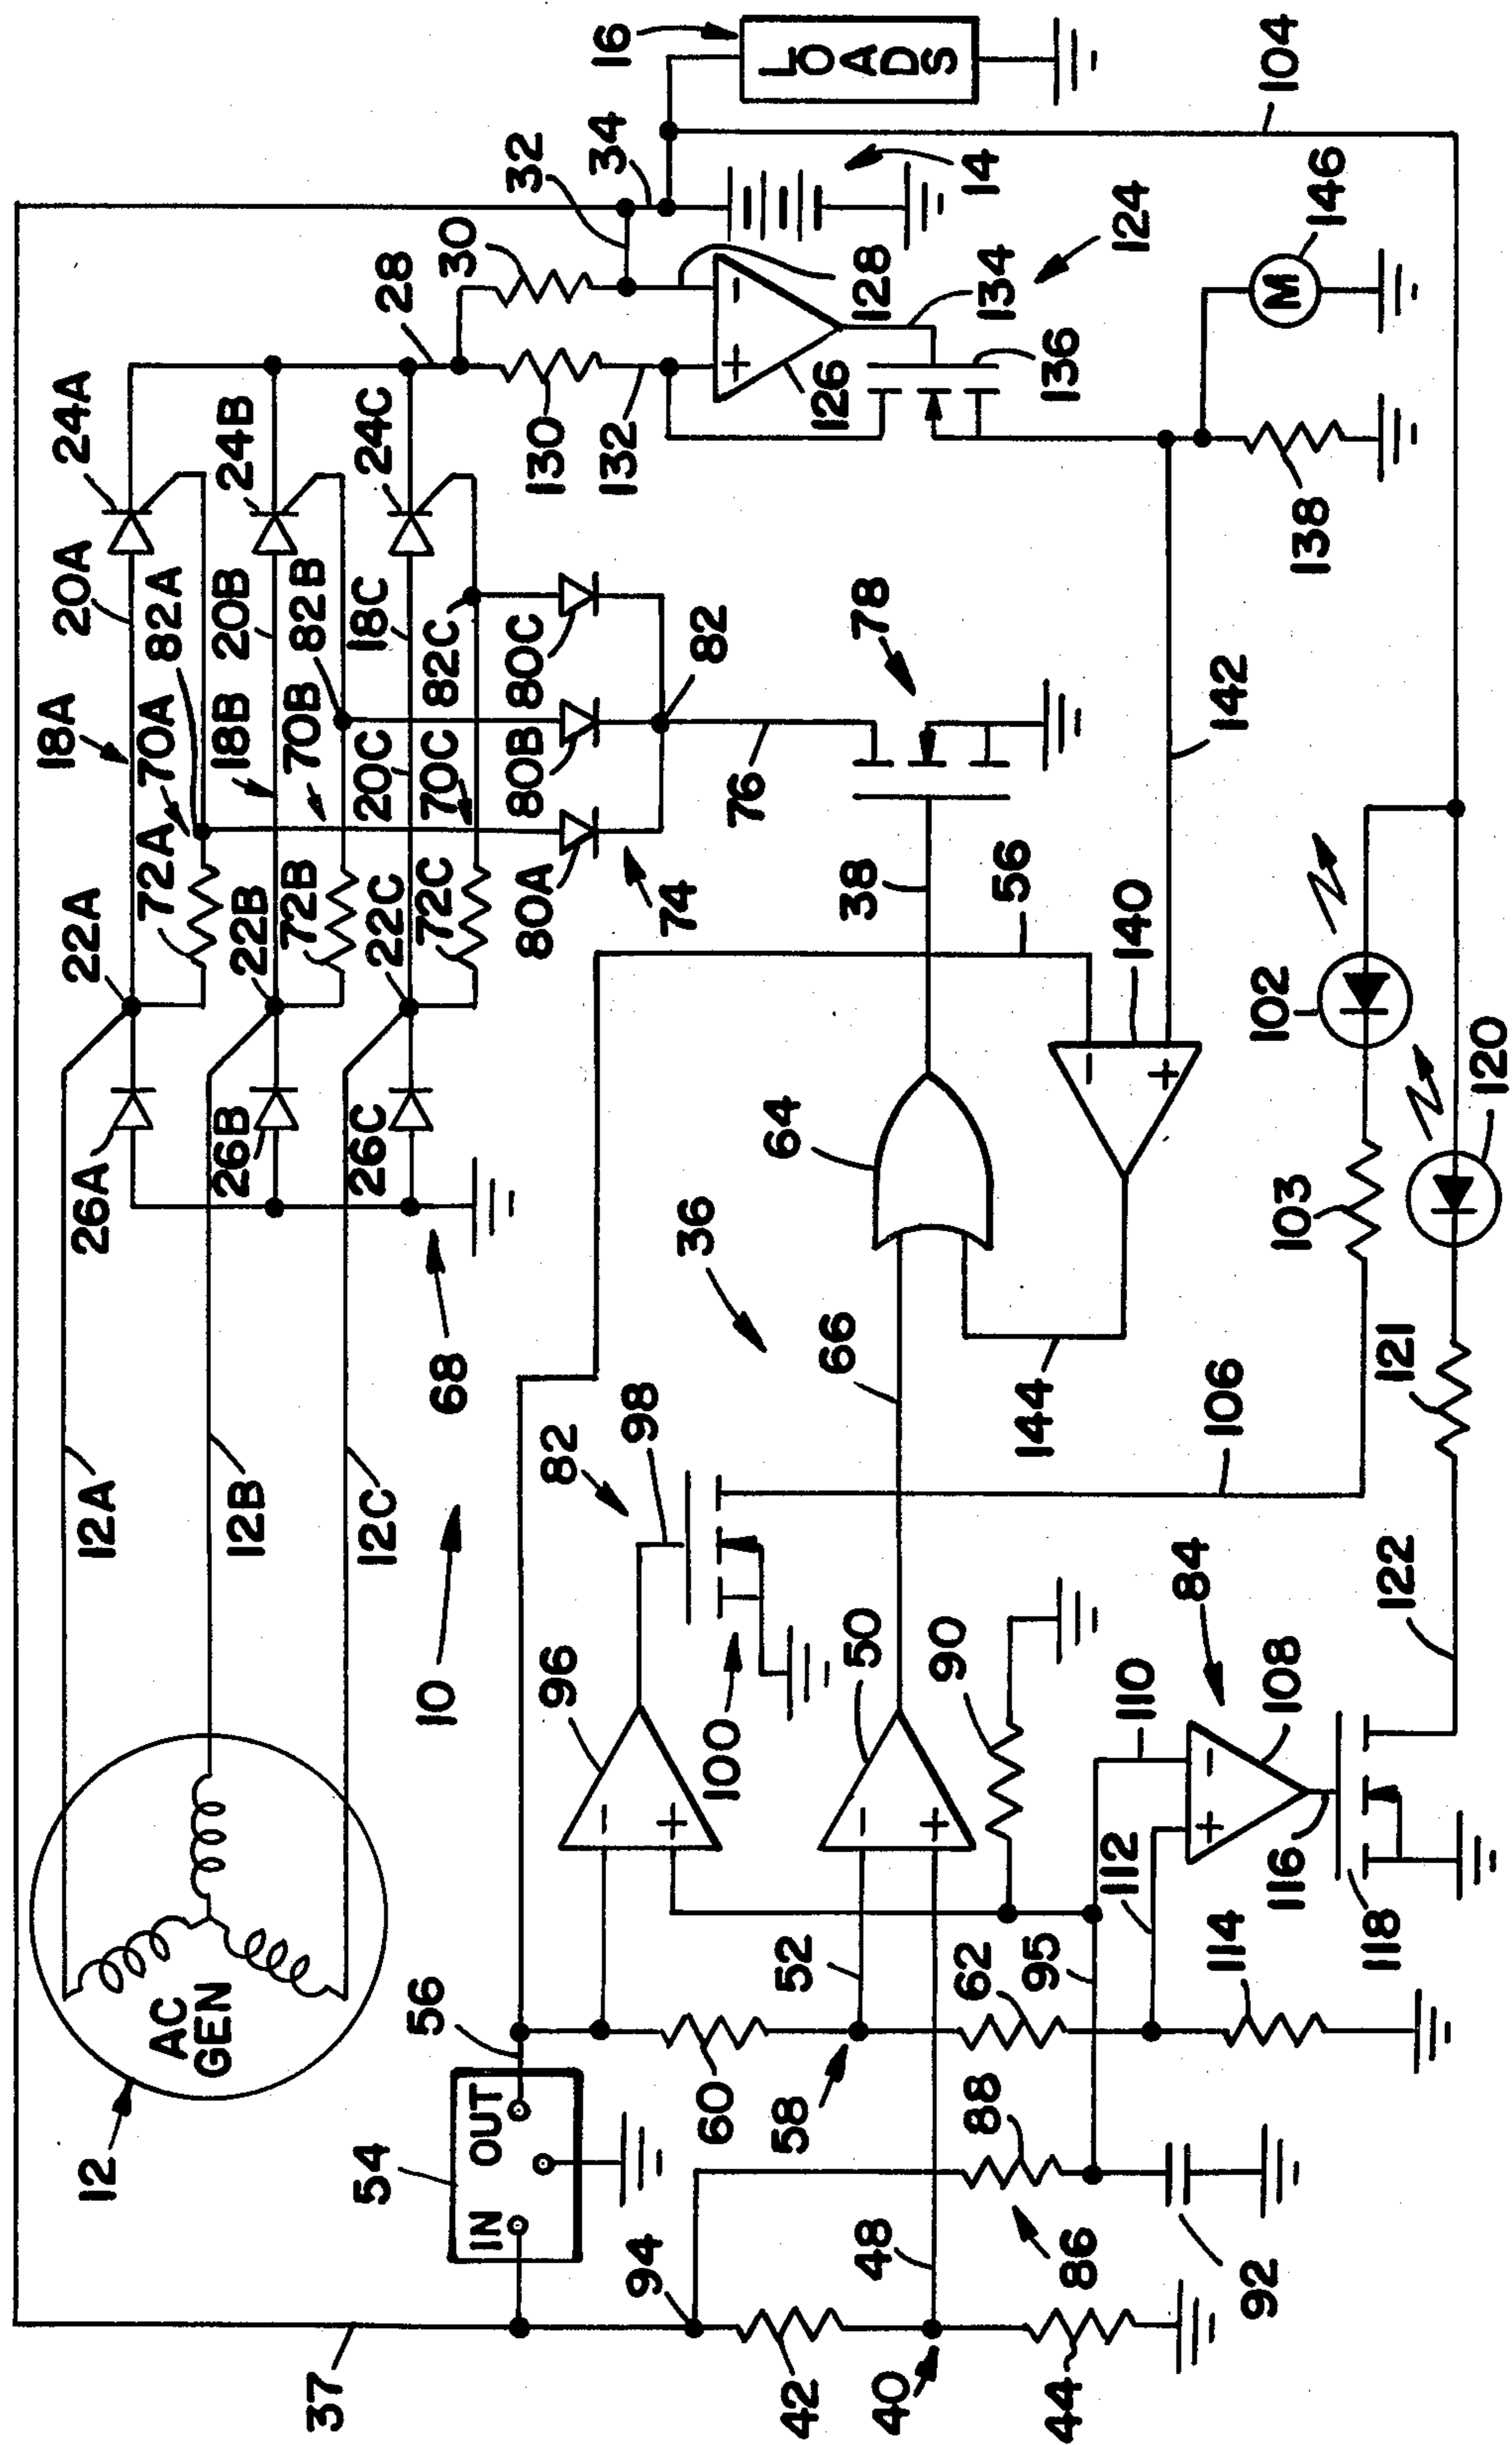 18A
20A
24A
22A
26A
12A
12
AC
GEN
72A
70A
82A
12B
26B
22B
18B
20B
24B
72B
70B
82B
37
54
IN
OUT
12C
26C
22C
20C
18C
24C
28
56
10
68
72C
70C
82C
30
96
82
98
80A
80B
80C
130
32
94
−
+
100
36
74
82
132
34
16
60
76
42
58
52
50
66
64
38
78
126
+
−
128
LOADS
40
48
−
+
90
14
88
62
144
56
134
44
86
95
110
140
−
+
136
124
112
84
106
142
92
114
+
−
108
116
103
102
138
M
146
104
118
122
121
120